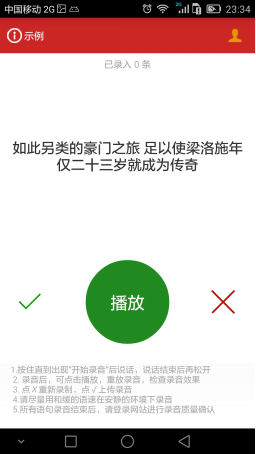 中国移动 2G 23:34
示例
已录入 0 条
如此另类的豪门之旅 足以使梁洛施年
仅二十三岁就成为传奇
播放
1.按住直到出现"开始录音"后说话，说话结束后再松开
2. 录音后，可点击播放，重放录音，检查录音效果
3. 点 X 重新录制，点 √ 上传录音
4.请尽量用和缓的语速在安静的环境下录音
5.所有语句录音结束后，请登录网站进行录音质量确认